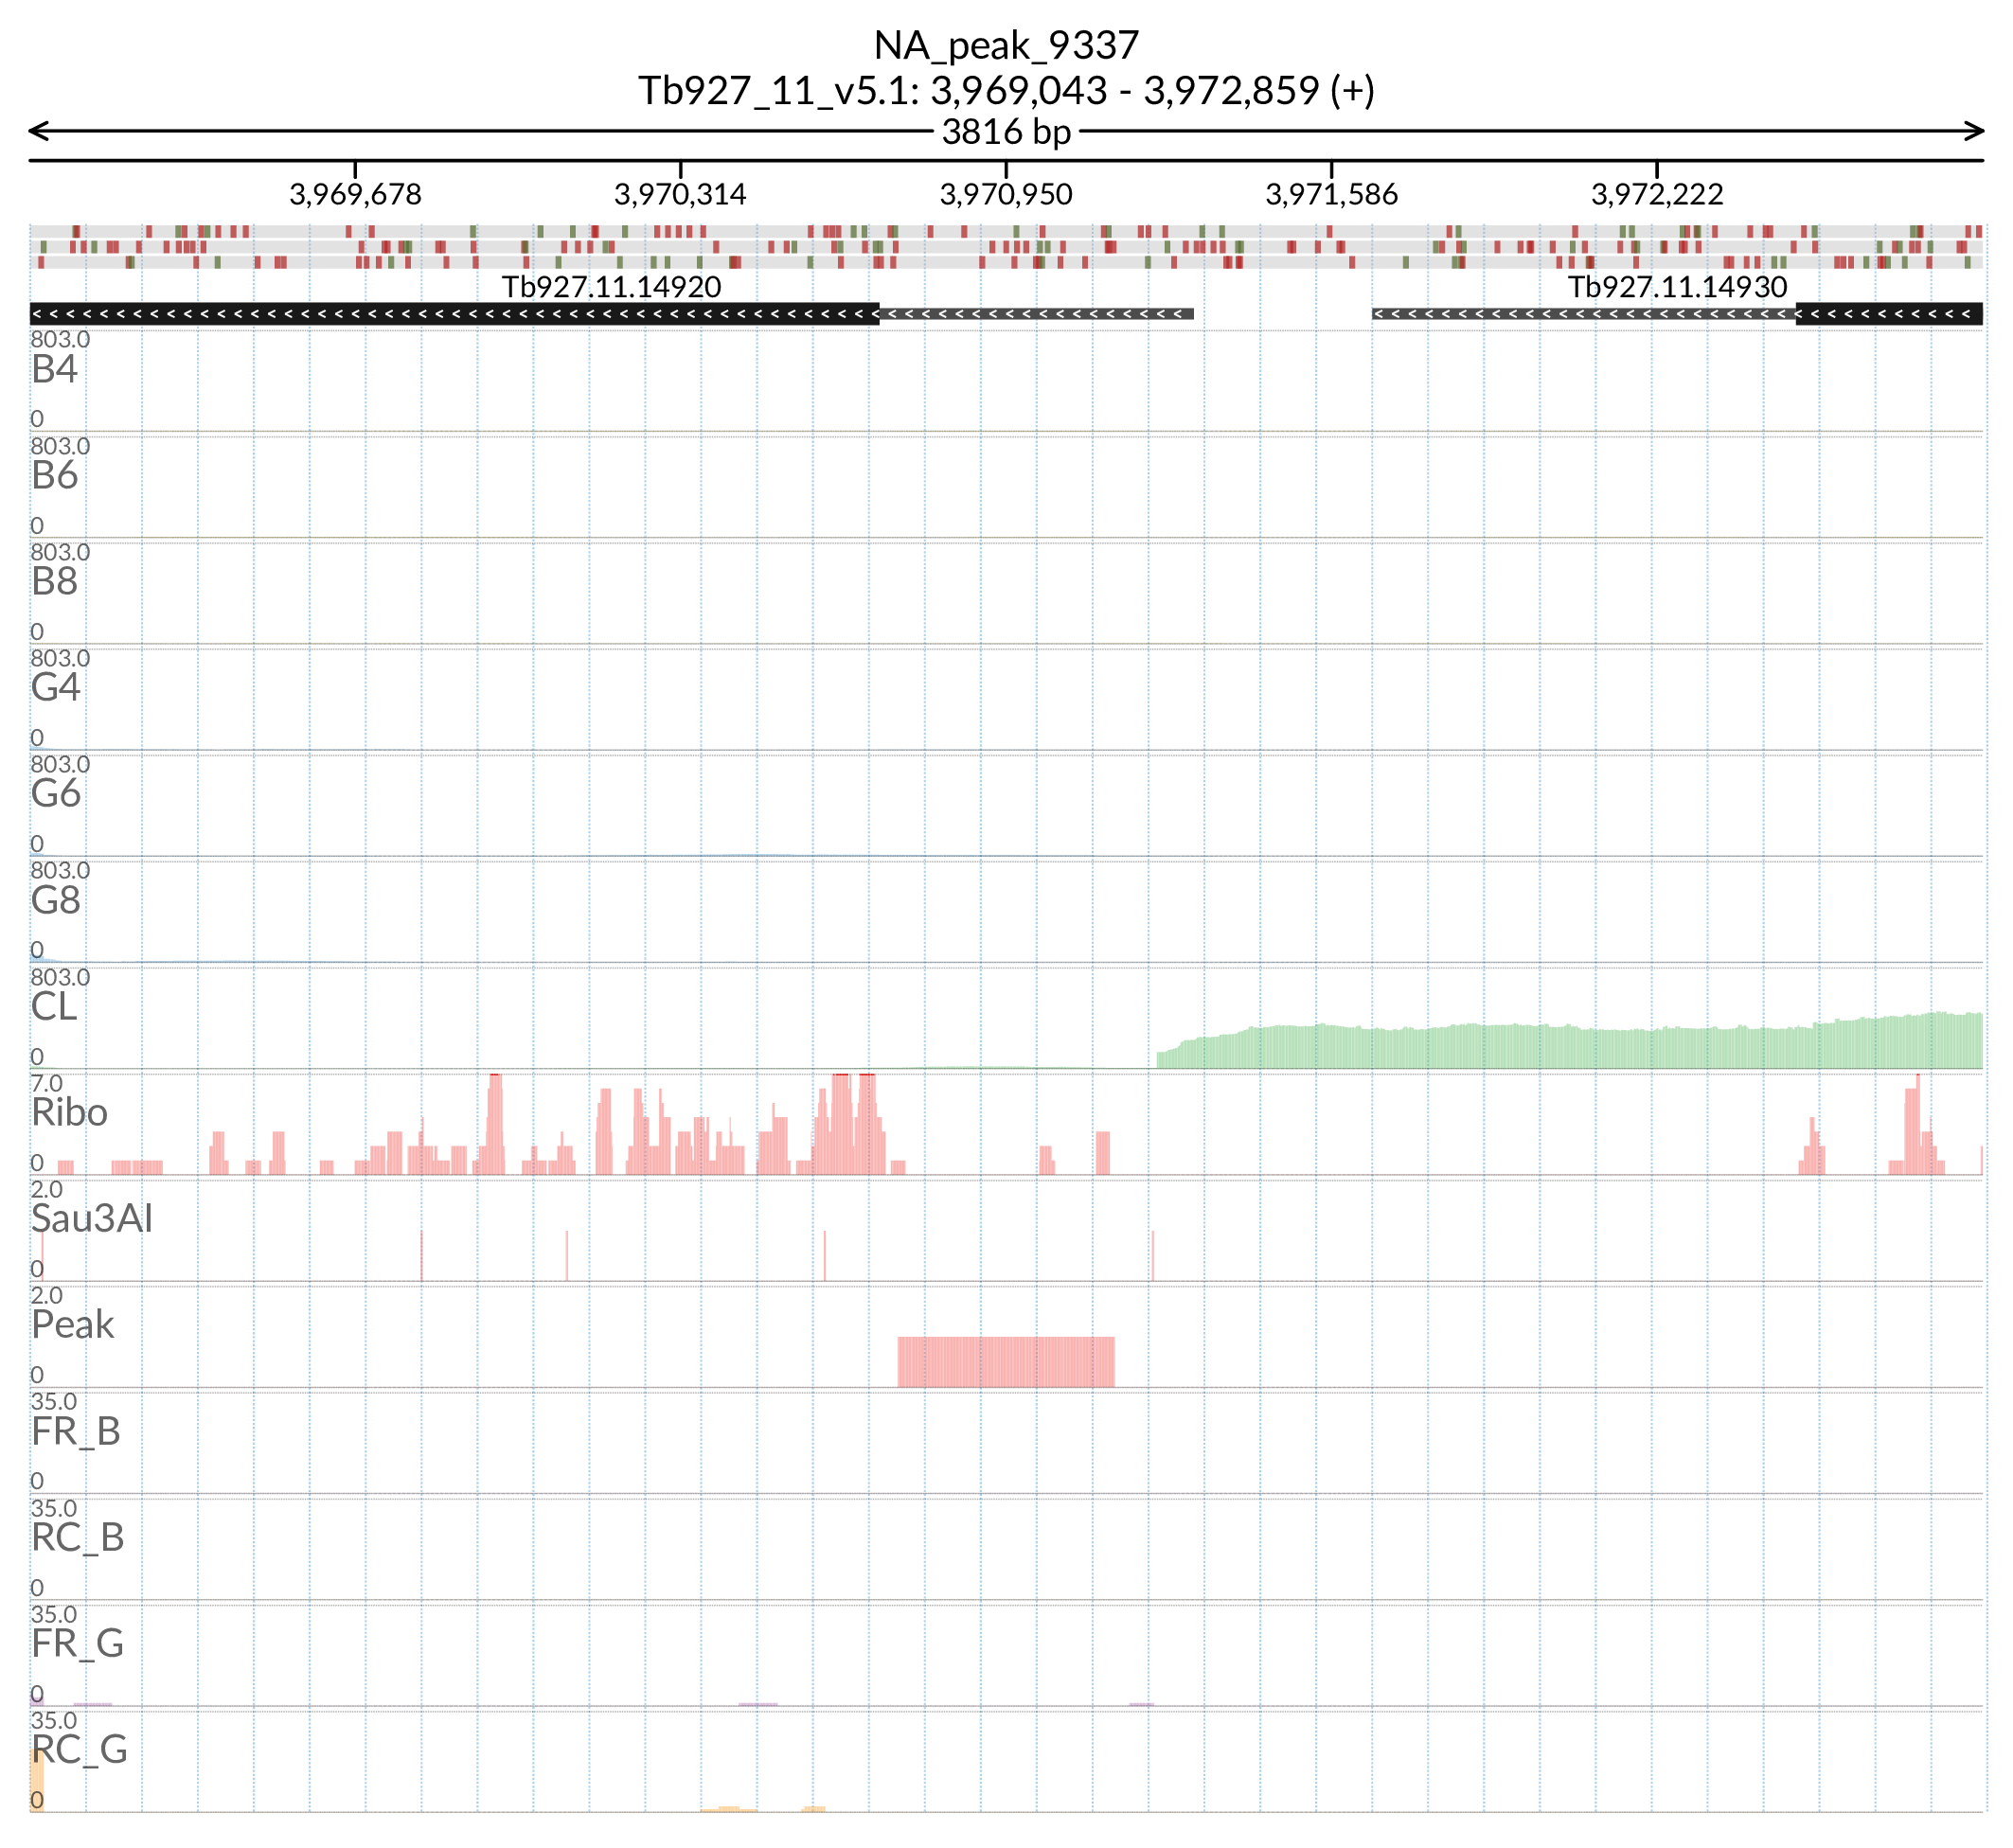 NA_peak_9337
Tb927_11_v5.1: 3,969,043 - 3,972,859 (+)
3816 bp
3,969,678 3,970,314 3,970,950 3,971,586 3,972,222
Tb927.11.14920 Tb927.11.14930
803.0
B4
0
803.0
B6
0
803.0
B8
0
803.0
G4
0
803.0
G6
0
803.0
G8
0
803.0
CL
0
7.0
Ribo
0
2.0
Sau3AI
0
2.0
Peak
0
35.0
FR_B
0
35.0
RC_B
0
35.0
FR_G
0
35.0
RC_G
0